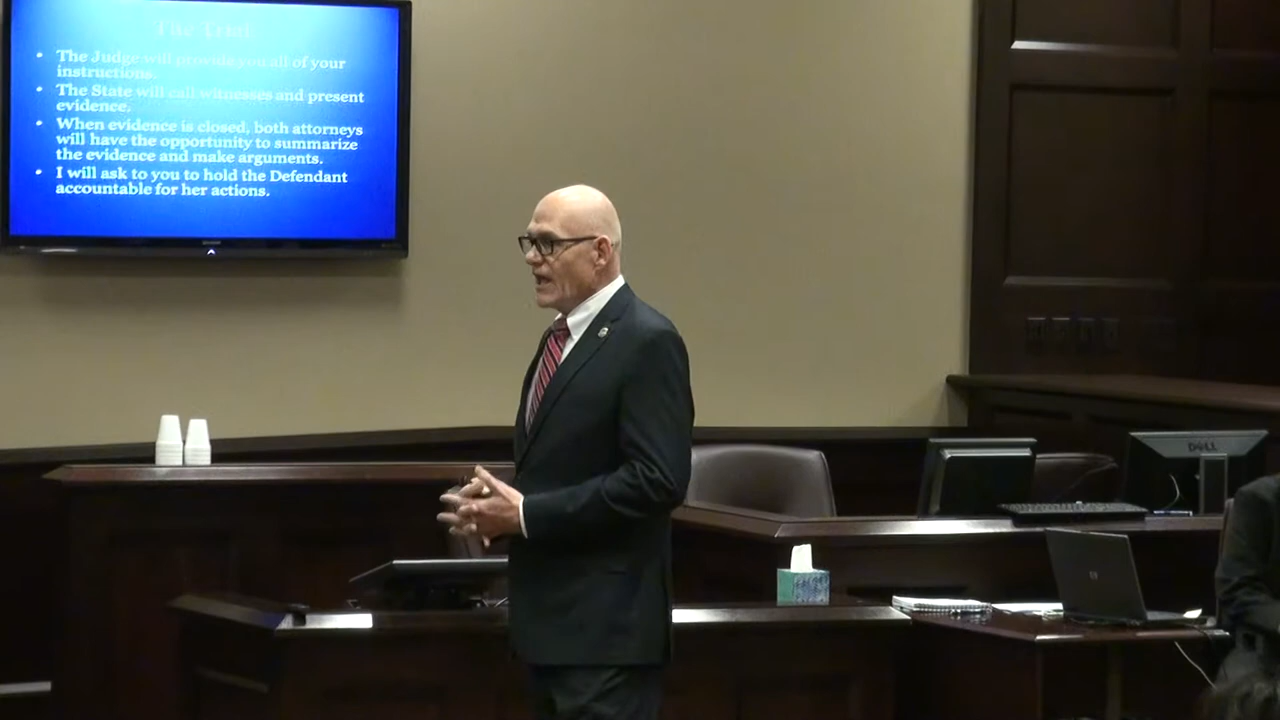 The Trial
• The Judge will provide you all of your
instructions.
• The State will call witnesses and present
evidence.
• When evidence is closed, both attorneys
will have the opportunity to summarize
the evidence and make arguments.
• I will ask to you to hold the Defendant
accountable for her actions.
DELL